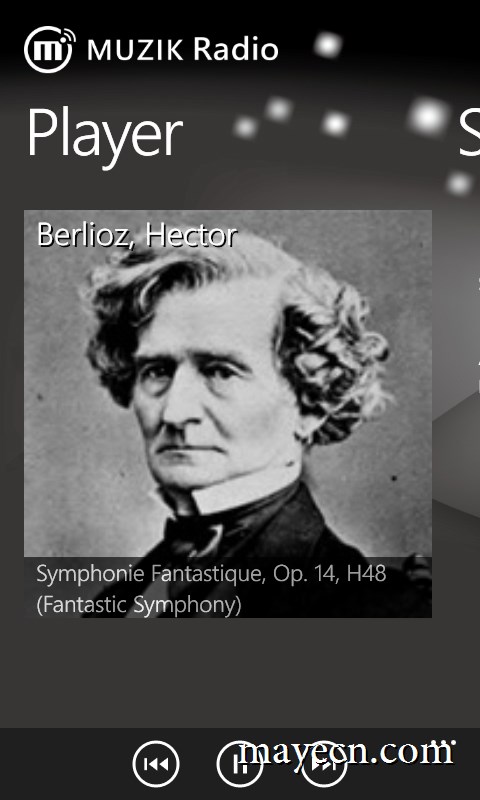 m MUZIK Radio
Player S
Berlioz, Hector
Symphonie Fantastique, Op. 14, H48
(Fantastic Symphony)
mayecn.com